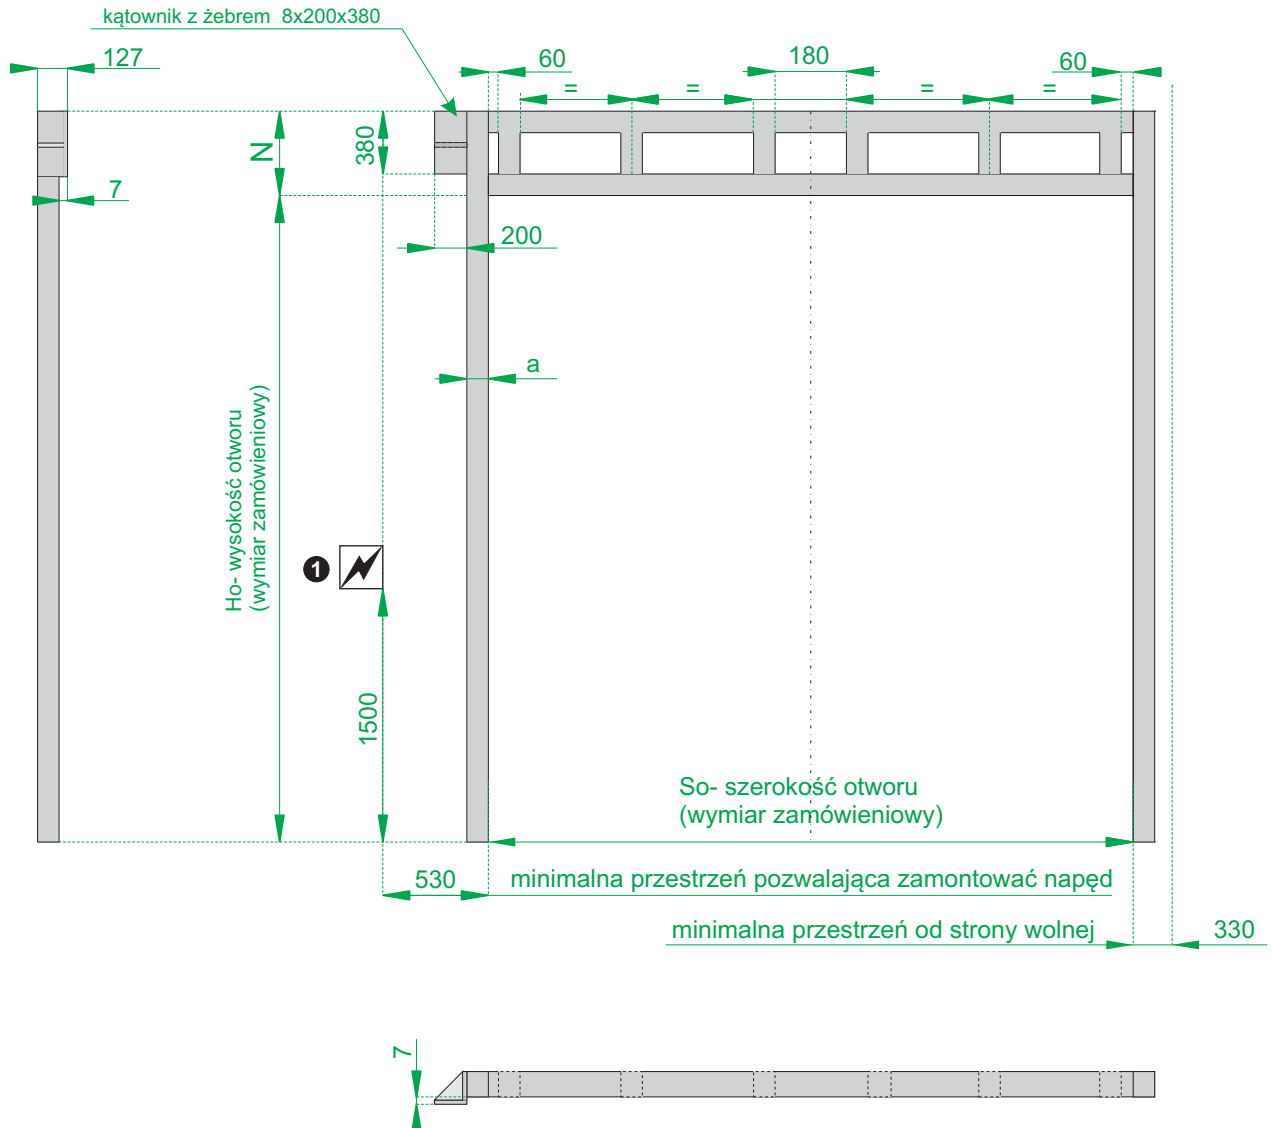 kątownik z żebrem 8x200x380
127
60
180
60
=
=
=
=
N
380
7
200
a
Ho- wysokość otworu
(wymiar zamówieniowy)
1
1500
So- szerokość otworu
(wymiar zamówieniowy)
530
minimalna przestrzeń pozwalająca zamontować napęd
minimalna przestrzeń od strony wolnej
330
7